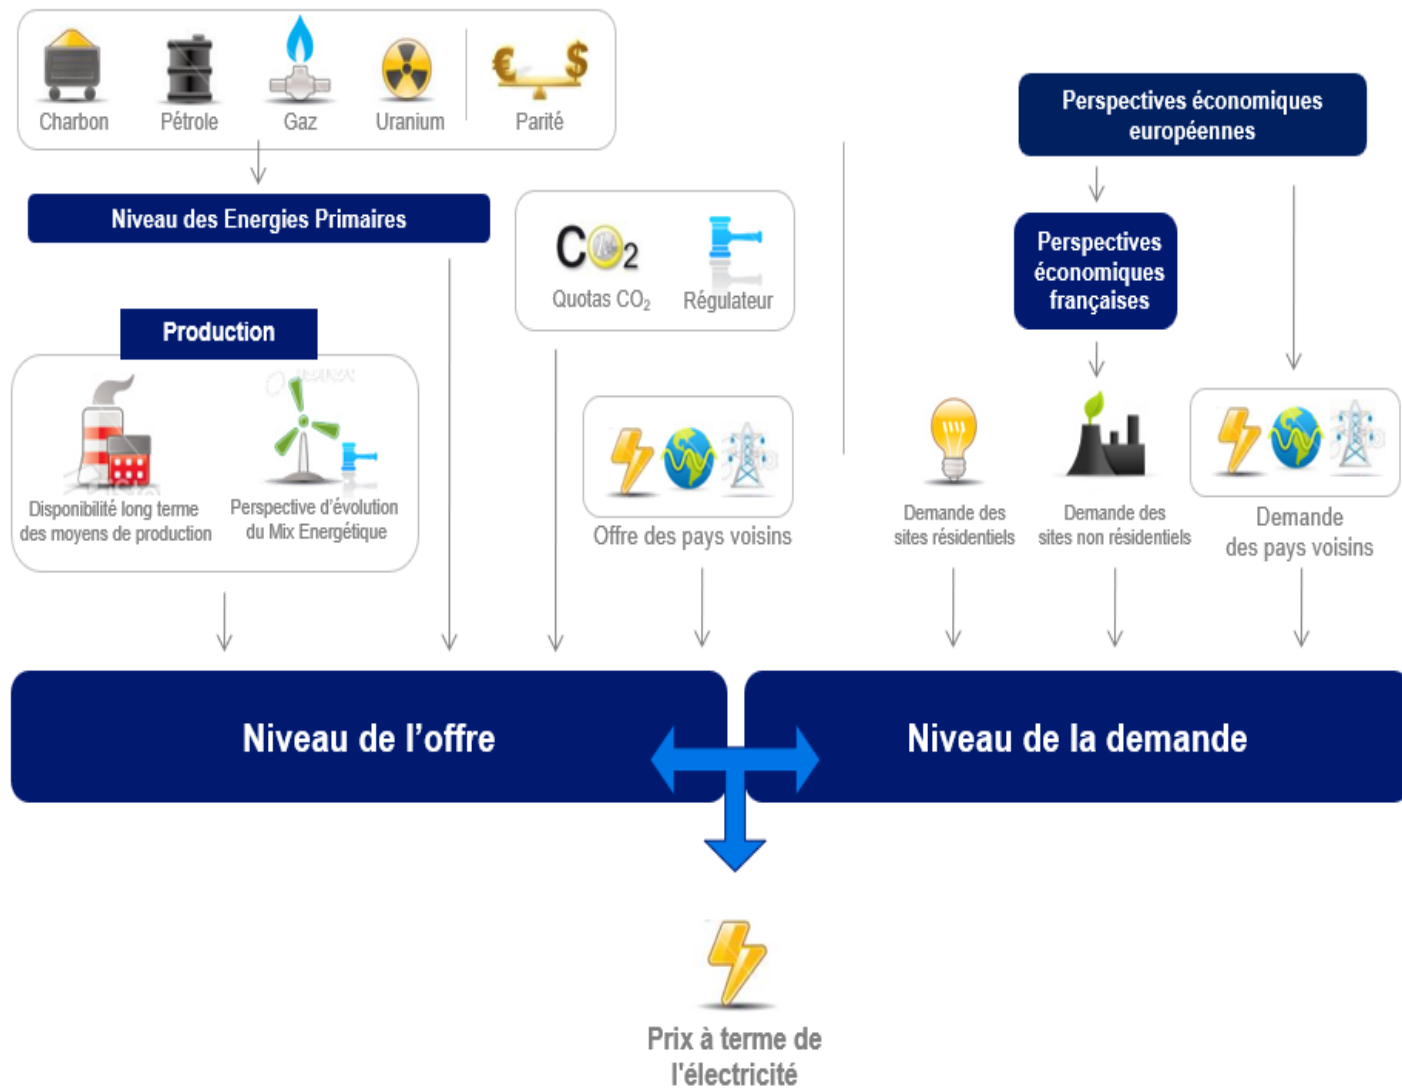 Charbon
Pétrole
Gaz
Uranium
€
$
Parité
Niveau des Energies Primaires
CO2
Quotas CO₂
Régulateur
Perspectives économiques
européennes
Perspectives
économiques
françaises
Production
Disponibilité long terme
des moyens de production
Perspective d'évolution
du Mix Energétique
Offre des pays voisins
Demande des
sites résidentiels
Demande des
sites non résidentiels
Demande
des pays voisins
Niveau de l'offre
Niveau de la demande
Prix à terme de
l'électricité